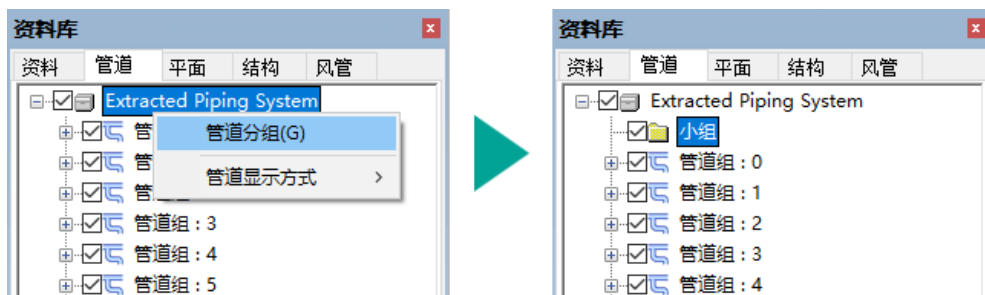 资料库
资料 管道 平面 结构 风管
Extracted Piping System
管
管
管
管道组：3
管道组：4
管道组：5
管道分组(G)
管道显示方式
资料库
资料 管道 平面 结构 风管
Extracted Piping System
小组
管道组：0
管道组：1
管道组：2
管道组：3
管道组：4